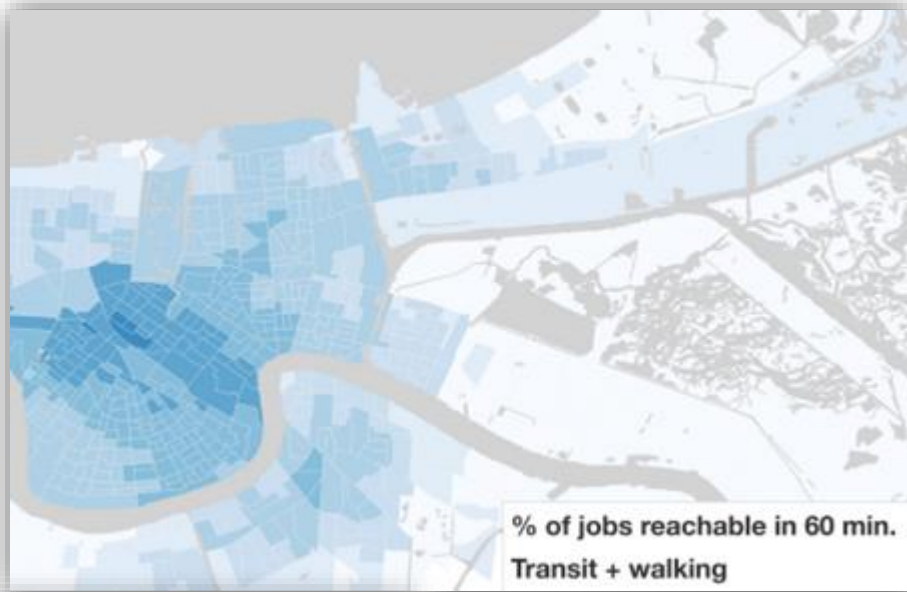 % of jobs reachable in 60 min.
Transit + walking